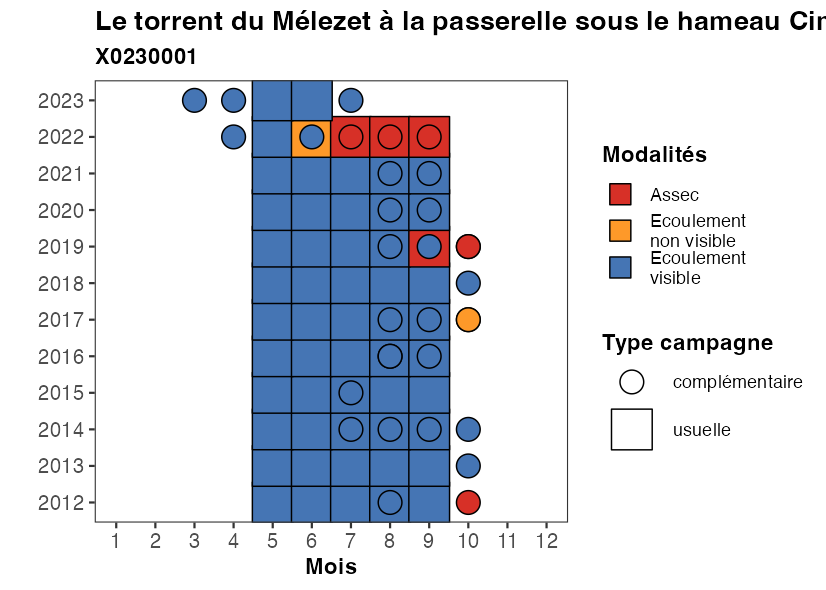 Le torrent du Mélezet à la passerelle sous le hameau Cir
X0230001
2023
2022
2021
2020
2019
2018
2017
2016
2015
2014
2013
2012
1 2 3 4 5 6 7 8 9 10 11 12
Mois
Modalités
Assec
Ecoulement
non visible
Ecoulement
visible
Type campagne
complémentaire
usuelle